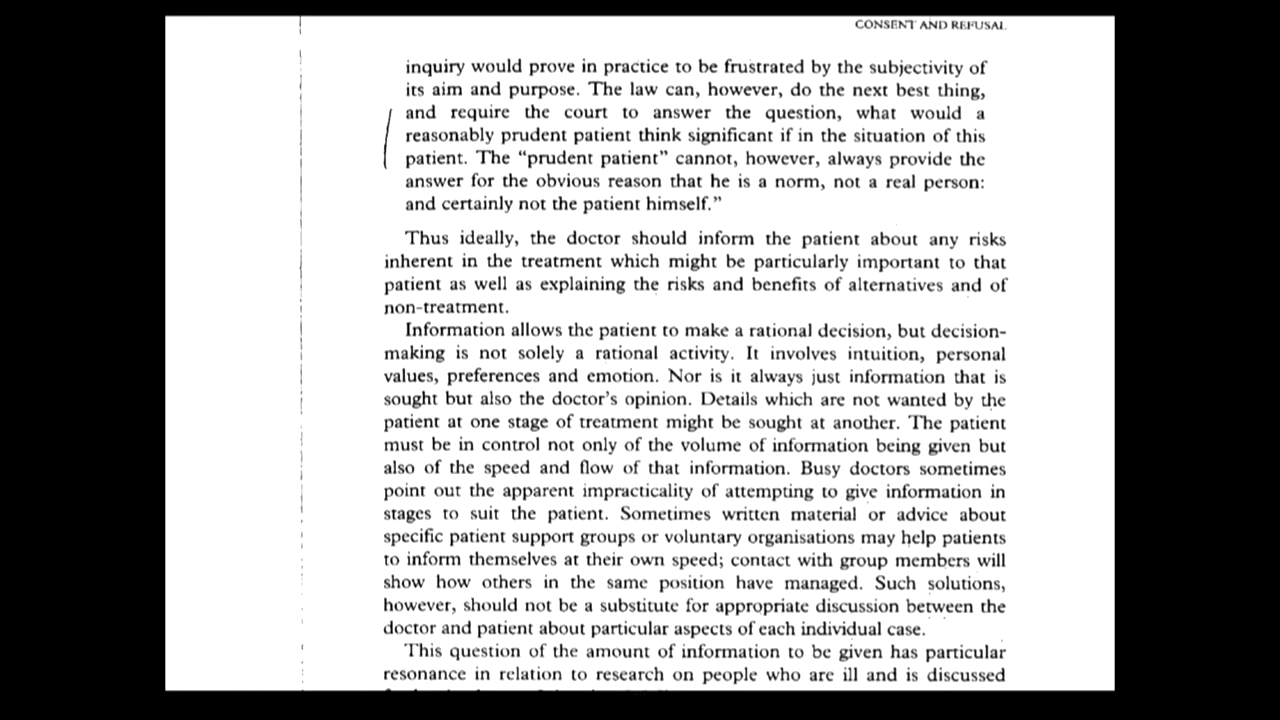 CONSENT AND REFUSAL
inquiry would prove in practice to be frustrated by the subjectivity of
its aim and purpose. The law can, however, do the next best thing,
and require the court to answer the question, what would a
reasonably prudent patient think significant if in the situation of this
patient. The “prudent patient” cannot, however, always provide the
answer for the obvious reason that he is a norm, not a real person:
and certainly not the patient himself.”
Thus ideally, the doctor should inform the patient about any risks
inherent in the treatment which might be particularly important to that
patient as well as explaining the risks and benefits of alternatives and of
non-treatment.
Information allows the patient to make a rational decision, but decision-
making is not solely a rational activity. It involves intuition, personal
values, preferences and emotion. Nor is it always just information that is
sought but also the doctor’s opinion. Details which are not wanted by the
patient at one stage of treatment might be sought at another. The patient
must be in control not only of the volume of information being given but
also of the speed and flow of that information. Busy doctors sometimes
point out the apparent impracticality of attempting to give information in
stages to suit the patient. Sometimes written material or advice about
specific patient support groups or voluntary organisations may help patients
to inform themselves at their own speed; contact with group members will
show how others in the same position have managed. Such solutions,
however, should not be a substitute for appropriate discussion between the
doctor and patient about particular aspects of each individual case.
This question of the amount of information to be given has particular
resonance in relation to research on people who are ill and is discussed